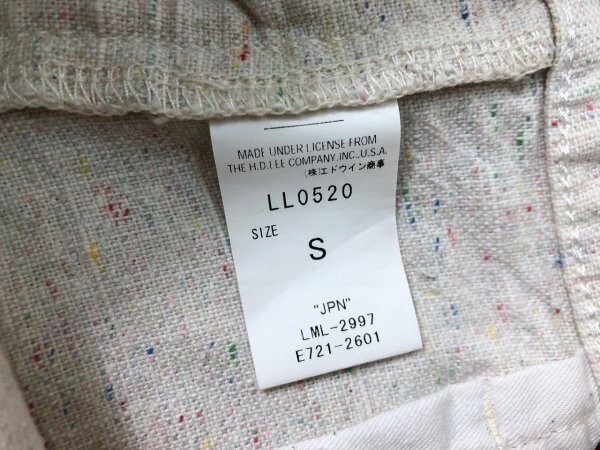 MADE UNDER LICENSE FROM
THE H.D.LEE COMPANY,INC.,U.S.A.
(株)エドウイン商事
LL0520
SIZE
S
"JPN"
LML-2997
E721-2601